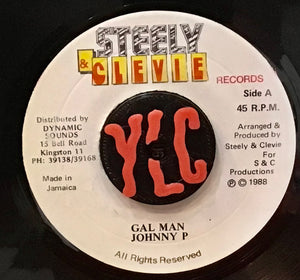 STEELY
& CLEVIE
RECORDS
Side A
45 R.P.M.
Distributed by
DYNAMIC
SOUNDS
15 Bell Road
Kingston 11
PH: 39138/39168
Made in
Jamaica
Y'LC
Arranged &
Produced by
Steely & Clevie
For
S & C
Productions
℗ © 1988
GAL MAN
JOHNNY P
All Rights Reserved